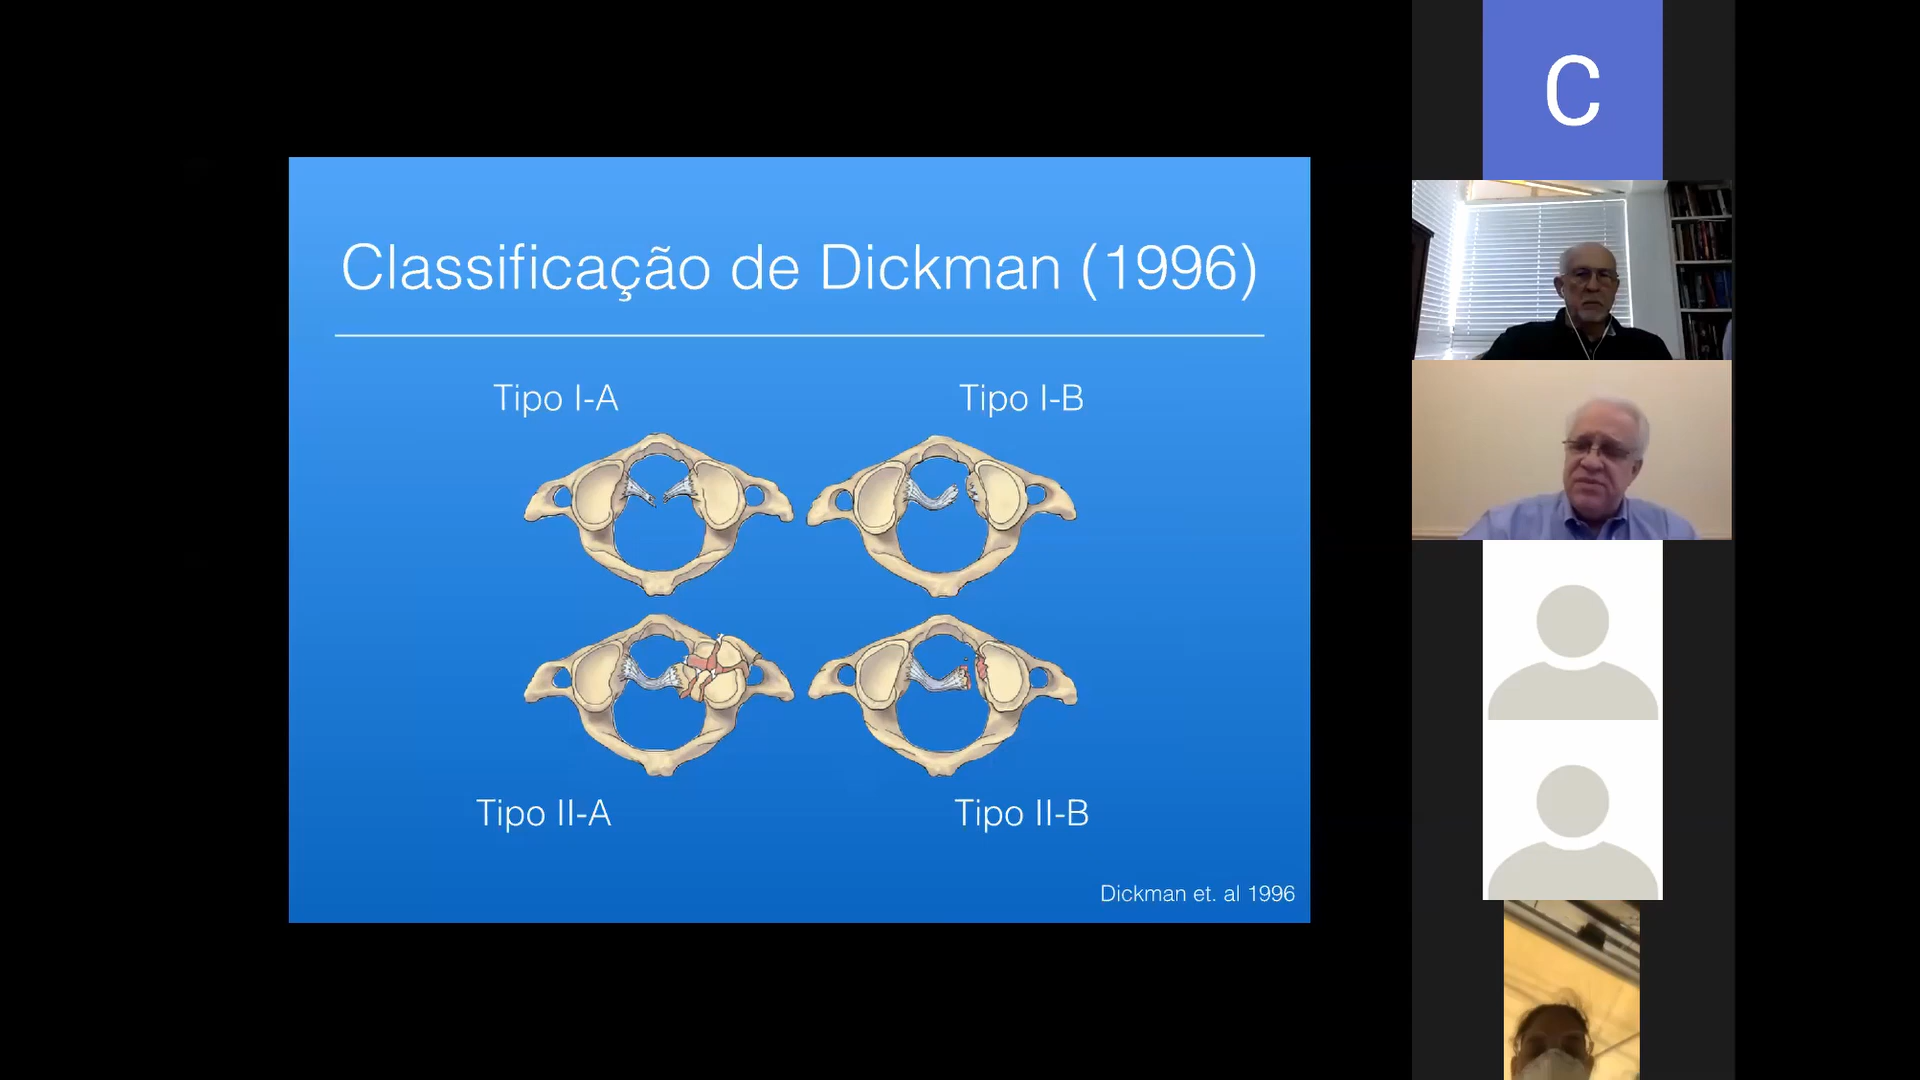 Classificação de Dickman (1996)
Tipo I-A
Tipo I-B
Tipo II-A
Tipo II-B
Dickman et. al 1996
C